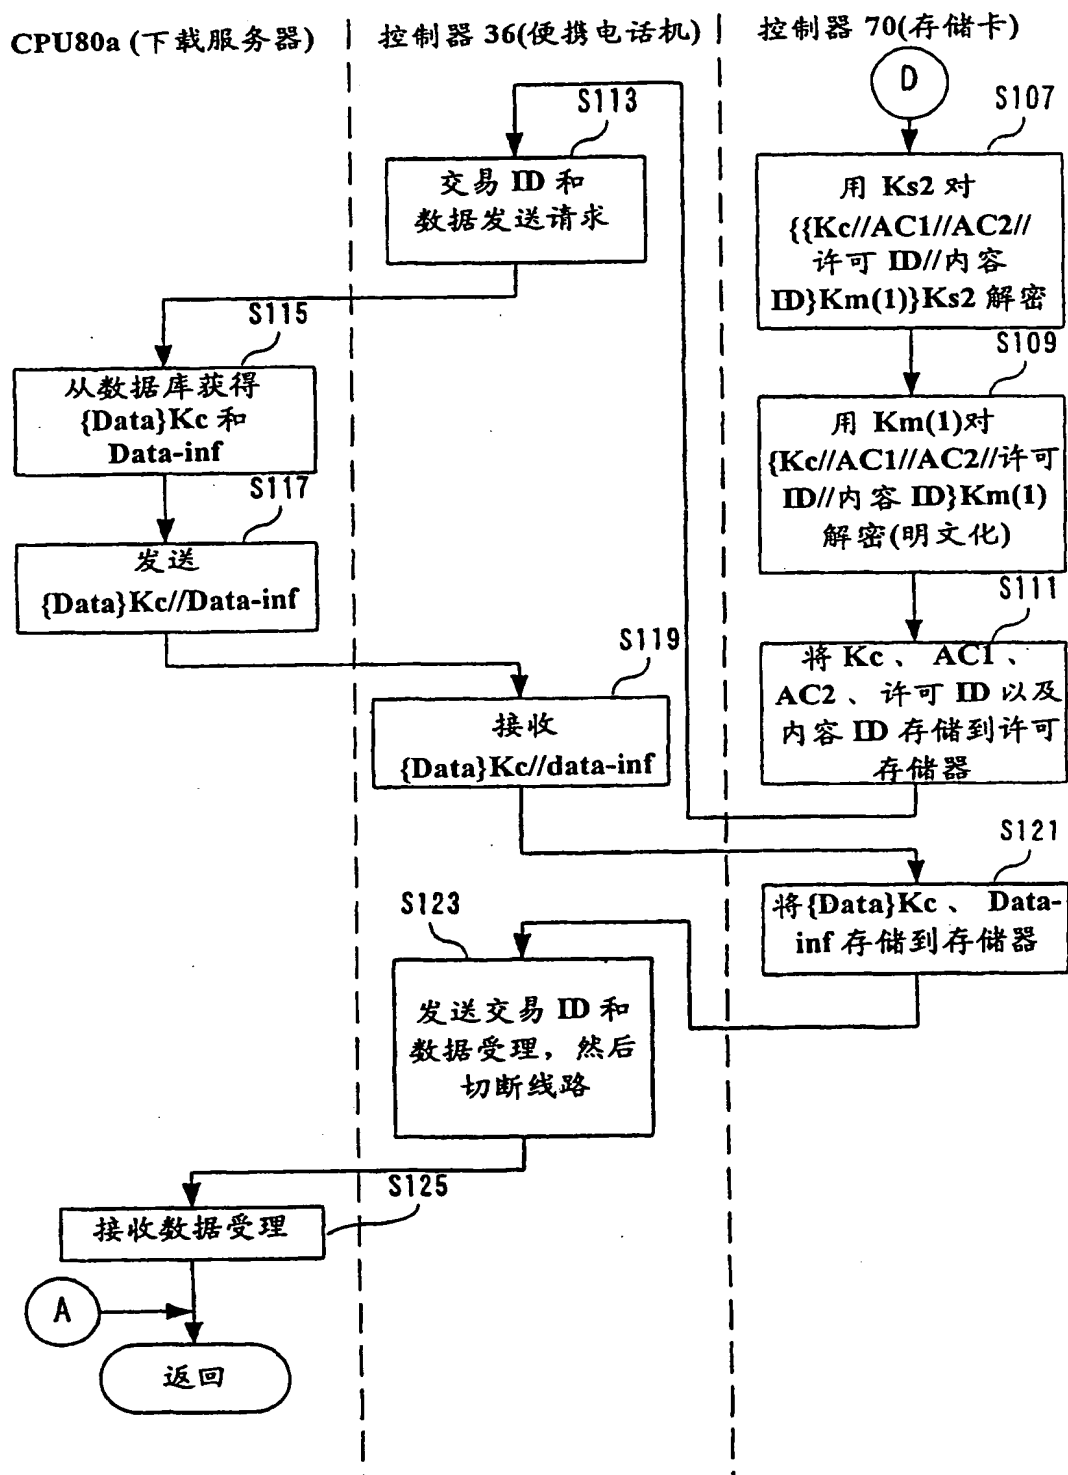 CPU80a (下载服务器)
控制器 36(便携电话机)
控制器 70(存储卡)
D
S107
用 Ks2 对
{{Kc//AC1//AC2//
许可 ID//内容
ID}Km(1)}Ks2 解密
S109
用 Km(1)对
{Kc//AC1//AC2//许可
ID//内容 ID}Km(1)
解密(明文化)
S111
将 Kc 、 AC1 、
AC2 、许可 ID 以及
内容 ID 存储到许可
存储器
S113
交易 ID 和
数据发送请求
S115
从数据库获得
{Data}Kc 和
Data-inf
S117
发送
{Data}Kc//Data-inf
S119
接收
{Data}Kc//data-inf
S121
将{Data}Kc 、 Data-
inf 存储到存储器
S123
发送交易 ID 和
数据受理，然后
切断线路
S125
接收数据受理
A
返回